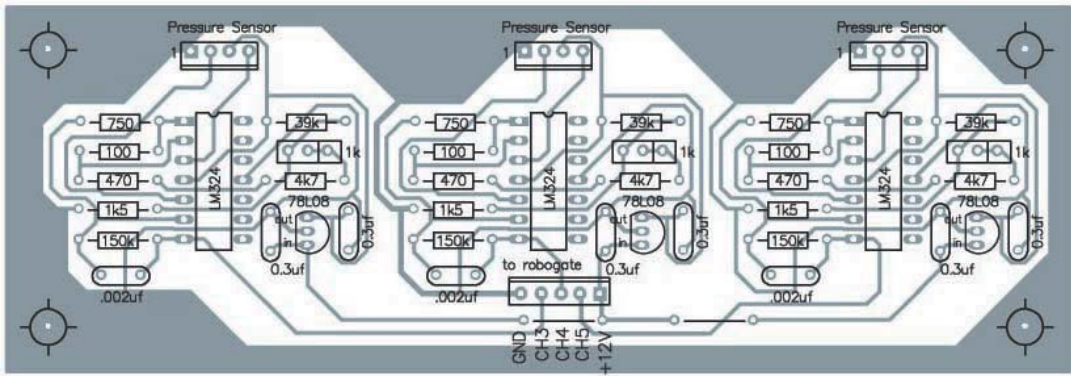 Pressure Sensor
1
750
100
470
1k5
150k
.002uf
LM324
39k
1k
4k7
78L08
out
in
0.3uf
0.3uf
Pressure Sensor
1
750
100
470
1k5
150k
.002uf
LM324
39k
1k
4k7
78L08
out
in
0.3uf
0.3uf
Pressure Sensor
1
750
100
470
1k5
150k
.002uf
LM324
39k
1k
4k7
78L08
out
in
0.3uf
0.3uf
to robogate
GND
CH3
CH4
CH5
+12V